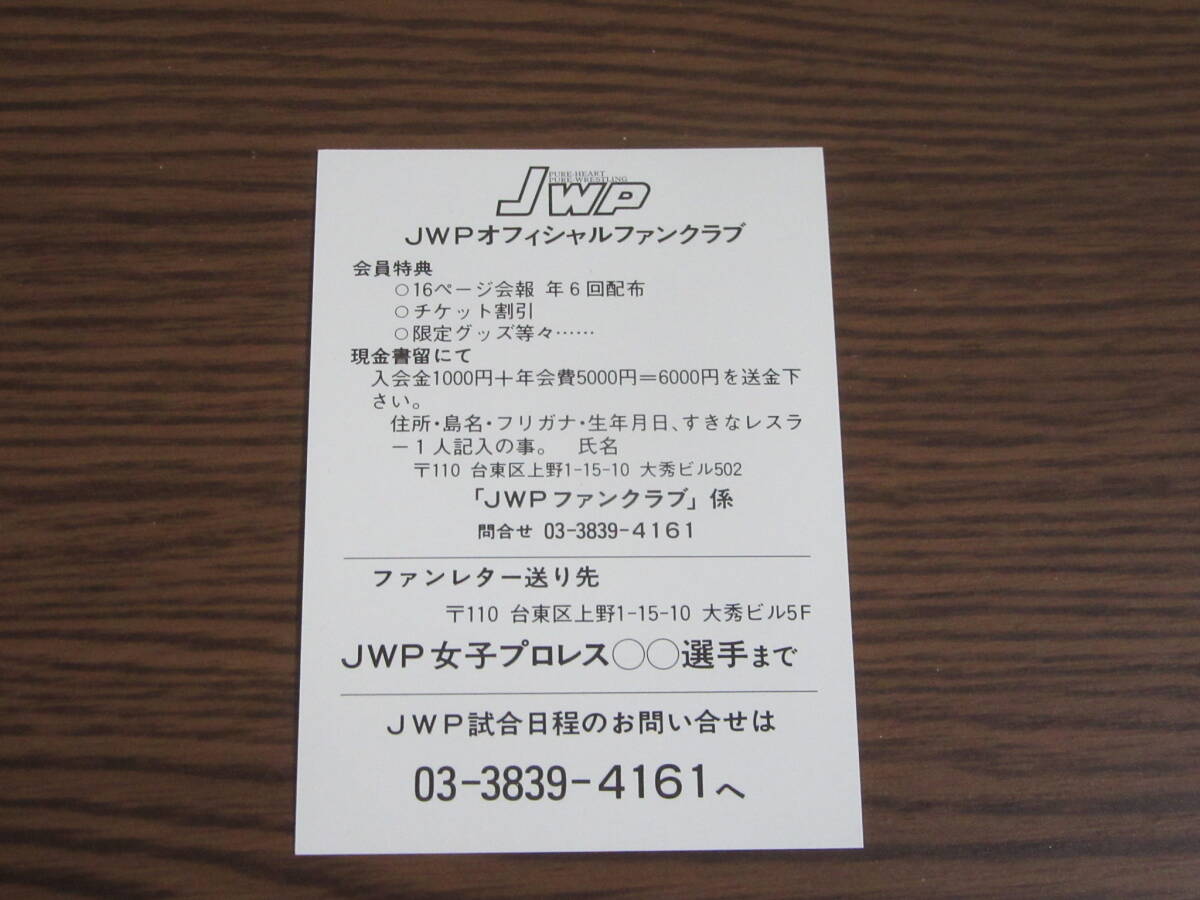 PURE-HEART
PURE-WRESTLING
JWP
JWPオフィシャルファンクラブ
会員特典
○16ページ会報 年6回配布
○チケット割引
○限定グッズ等々……
現金書留にて
入会金1000円＋年会費5000円＝6000円を送金下
さい。
住所・島名・フリガナ・生年月日、すきなレスラ
ー1人記入の事。 氏名
〒110 台東区上野1-15-10 大秀ビル502
「JWPファンクラブ」係
問合せ 03-3839-4161
ファンレター送り先
〒110 台東区上野1-15-10 大秀ビル5F
JWP女子プロレス○○選手まで
JWP試合日程のお問い合せは
03-3839-4161へ